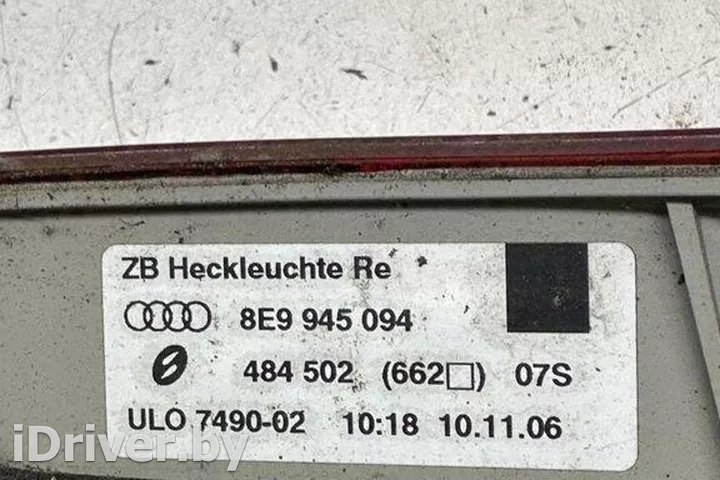 ZB Heckleuchte Re
8E9 945 094
484 502 (662□) 07S
ULO 7490-02 10:18 10.11.06
iDriver.by